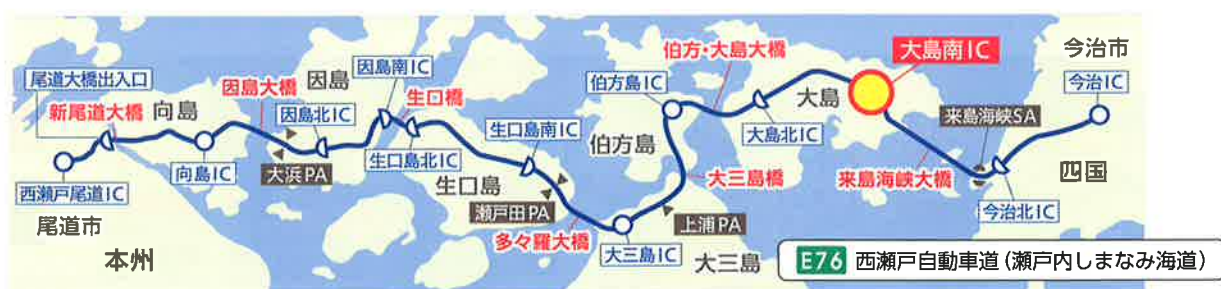 尾道大橋出入口
新尾道大橋
西瀬戸尾道IC
尾道市
本州
向島
向島IC
因島大橋
大浜PA
因島
因島北IC
因島南IC
生口橋
生口島北IC
生口島
生口島南IC
瀬戸田PA
多々羅大橋
大三島IC
大三島
上浦PA
大三島橋
伯方島
伯方島IC
伯方・大島大橋
大島北IC
大島
大島南IC
来島海峡大橋
来島海峡SA
今治北IC
今治市
今治IC
四国
E76 西瀬戸自動車道(瀬戸内しまなみ海道)